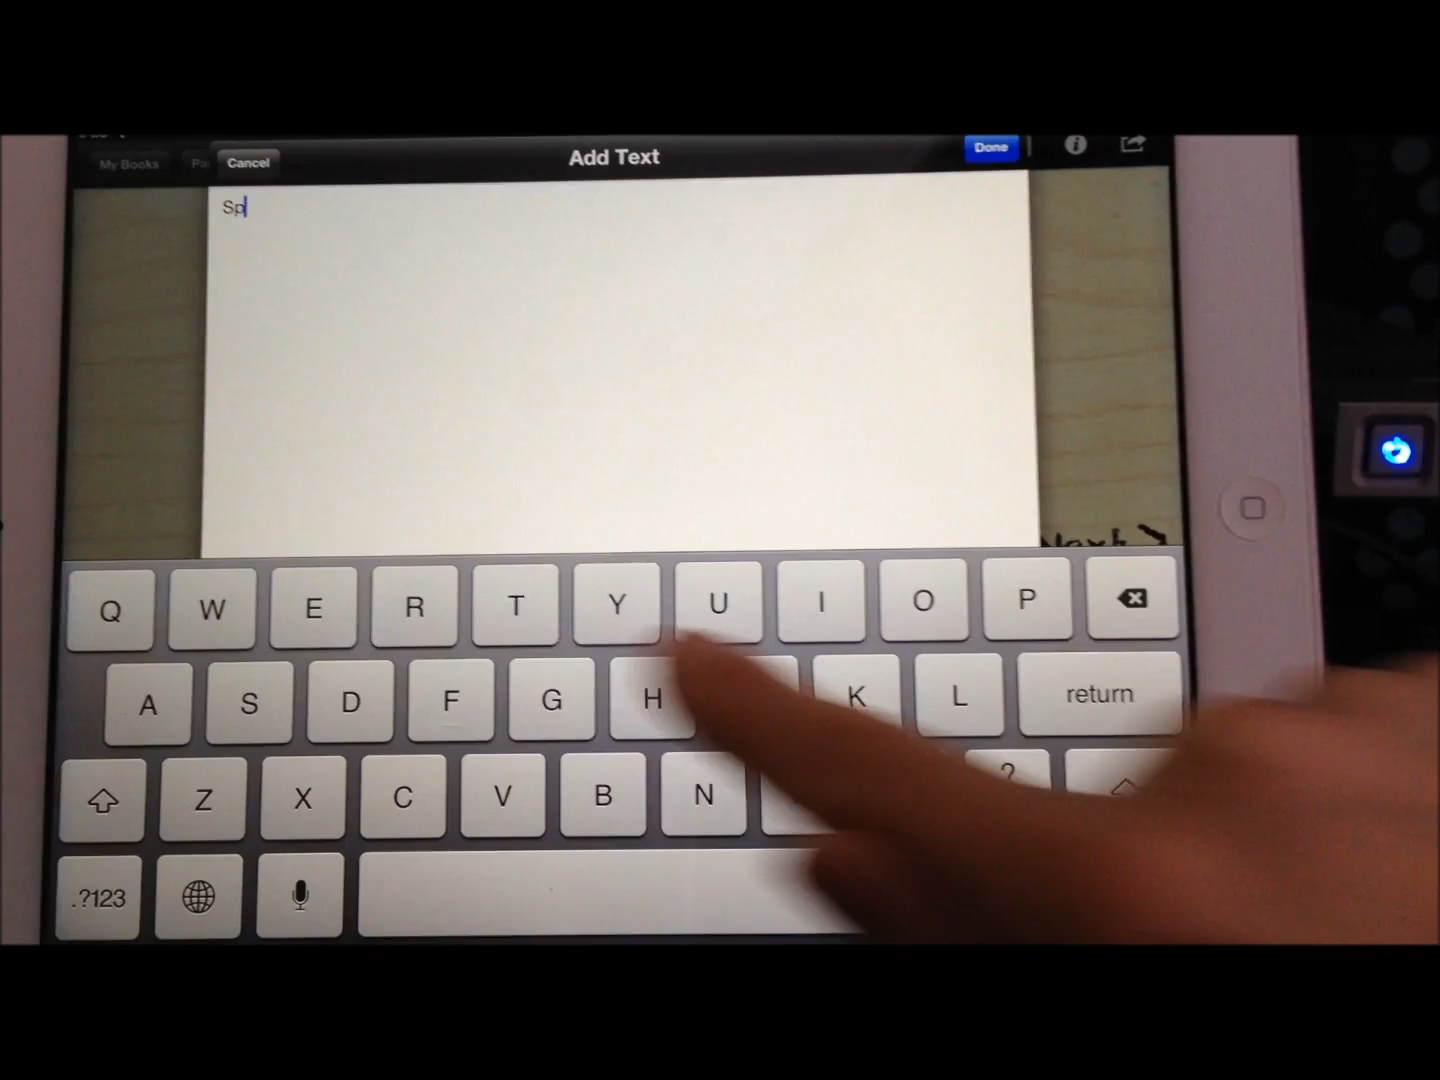 My Books
Cancel
Add Text
Done
Sp
Q W E R T Y U I O P
A S D F G H K L return
Z X C V B N ?
.?123